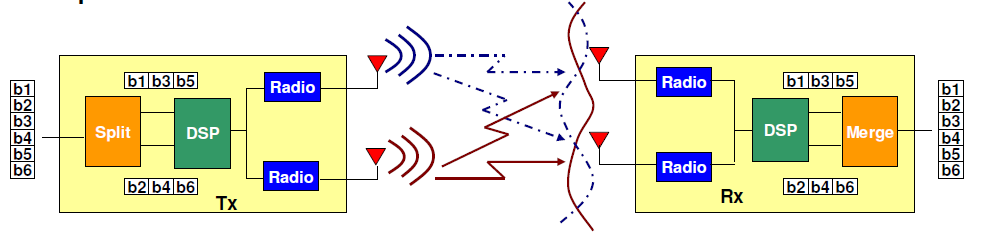 b1
b2
b3
b4
b5
b6
b1 b3 b5
Split
DSP
Radio
Radio
b2 b4 b6
Tx
Radio
Radio
b1 b3 b5
DSP
Merge
b2 b4 b6
Rx
b1
b2
b3
b4
b5
b6